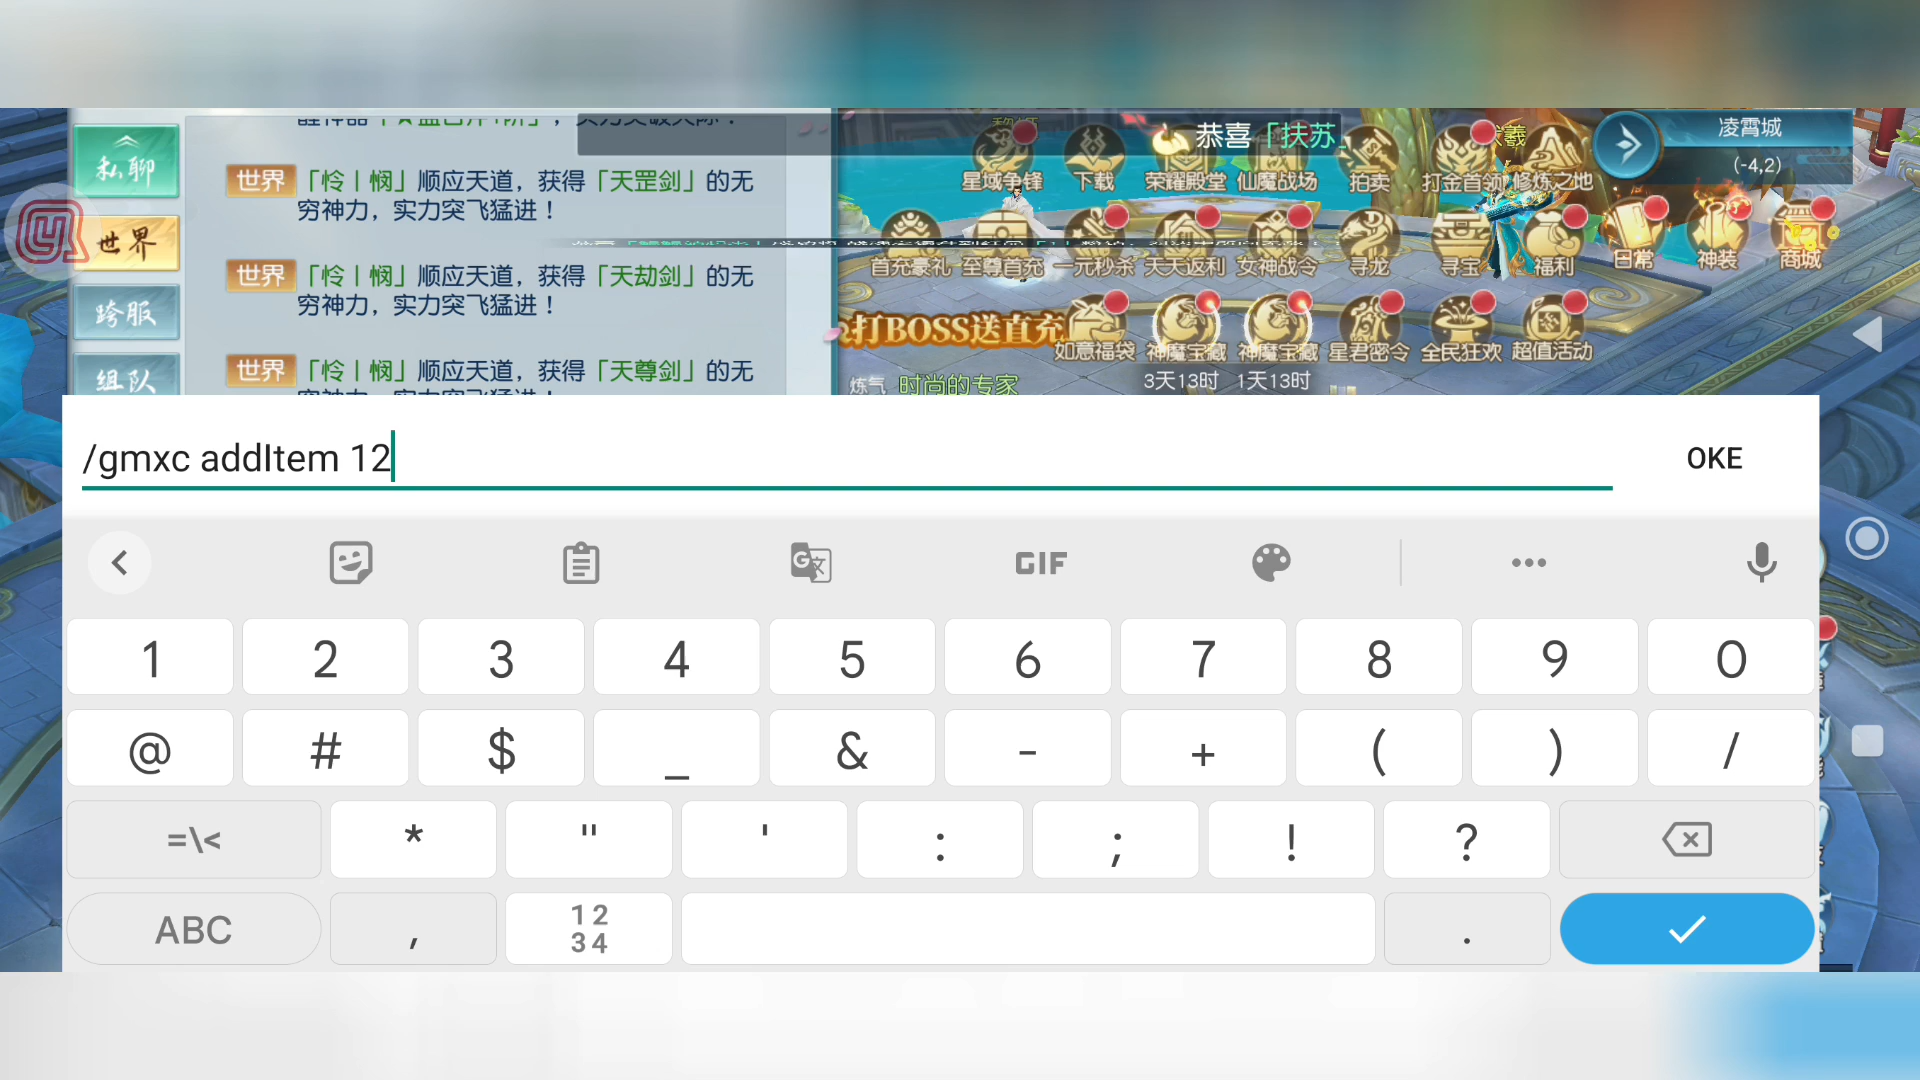 私聊
世界
跨服
组队
世界「怜丨悯」顺应天道，获得「天罡剑」的无
穷神力，实力突飞猛进！
世界「怜丨悯」顺应天道，获得「天劫剑」的无
穷神力，实力突飞猛进！
世界「怜丨悯」顺应天道，获得「天尊剑」的无
恭喜「扶苏」
凌霄城
(-4,2)
星域争锋 下载 荣耀殿堂 仙魔战场 拍卖 打金首领 修炼之地
首充豪礼 至尊首充 一元秒杀 天天返利 女神战令 寻龙 寻宝 福利 日常 神装 商城
打BOSS送直充
如意福袋 神魔宝藏 神魔宝藏 星君密令 全民狂欢 超值活动
3天13时 1天13时
炼气 时尚的专家
/gmxc addItem 12
OKE
GIF
1 2 3 4 5 6 7 8 9 0
@ # $ _ & - + ( ) /
=\< * " ' : ; ! ?
ABC , 12 34 .